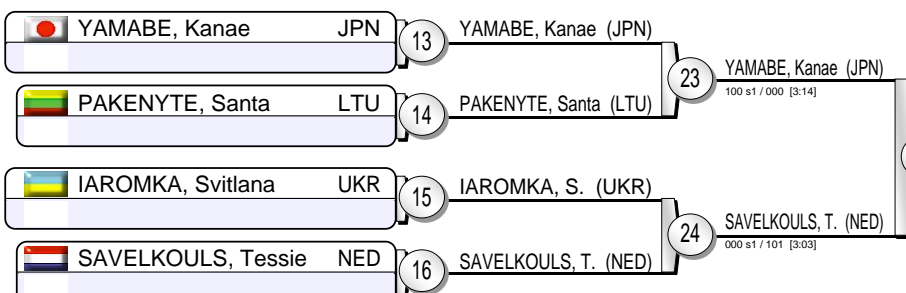 YAMABE, Kanae JPN 13 YAMABE, Kanae (JPN)
23 YAMABE, Kanae (JPN)
100 s1 / 000 [3:14]
PAKENYTE, Santa LTU 14 PAKENYTE, Santa (LTU)
IAROMKA, Svitlana UKR 15 IAROMKA, S. (UKR)
24 SAVELKOULS, T. (NED)
000 s1 / 101 [3:03]
SAVELKOULS, Tessie NED 16 SAVELKOULS, T. (NED)